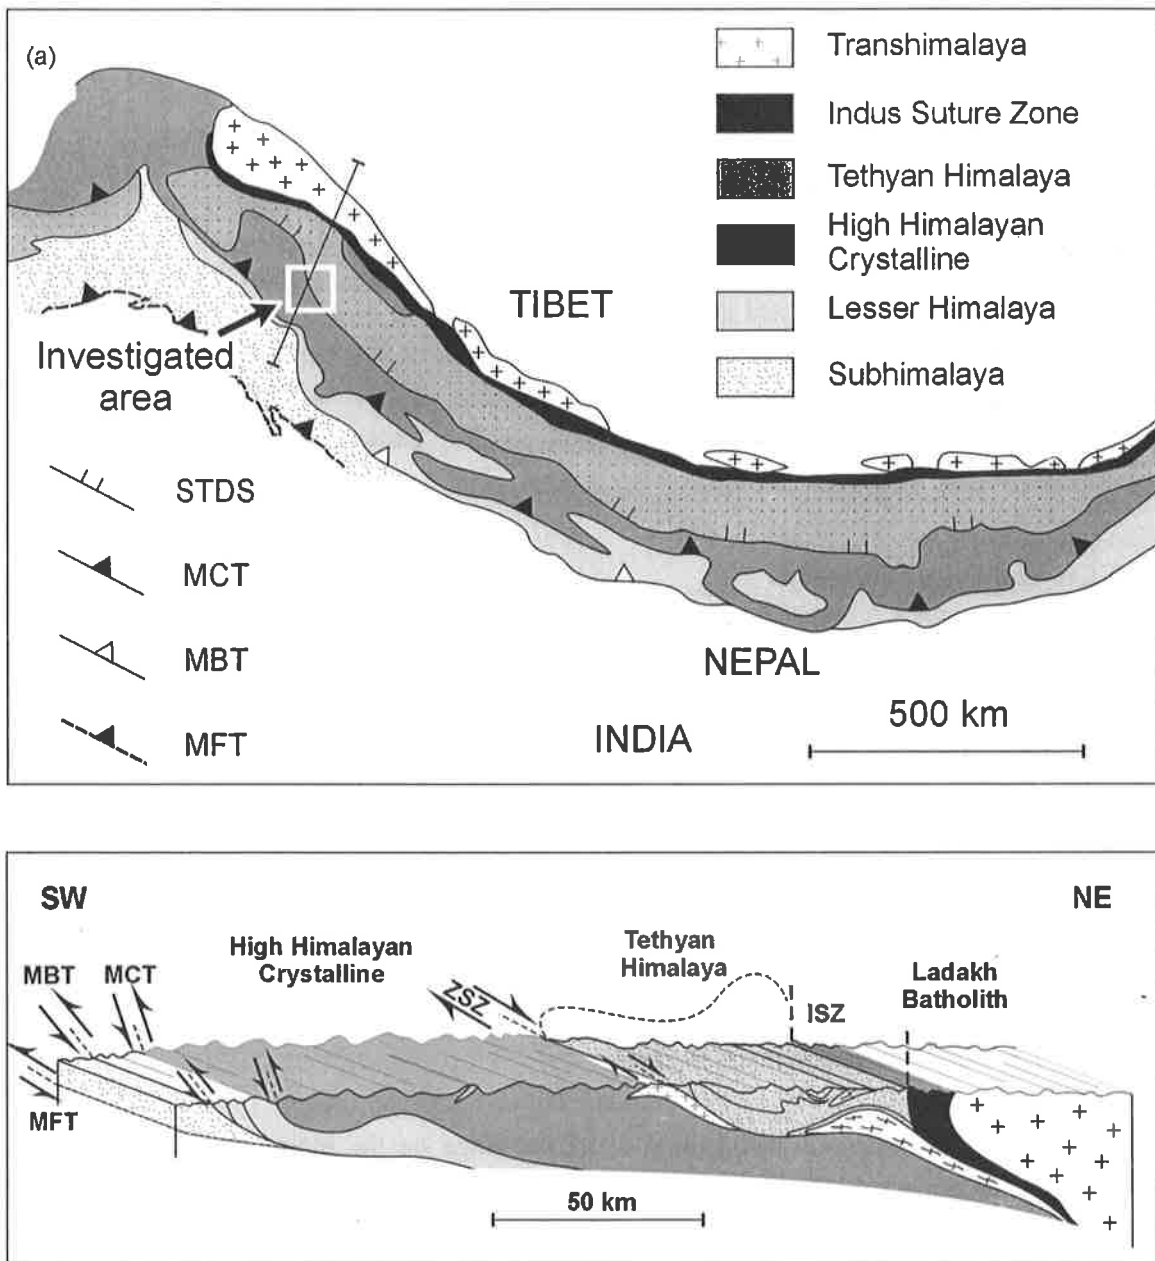 (a)
Transhimalaya
Indus Suture Zone
Tethyan Himalaya
High Himalayan
Crystalline
Lesser Himalaya
Subhimalaya
TIBET
Investigated
area
STDS
MCT
MBT
MFT
NEPAL
INDIA
500 km
SW
NE
High Himalayan
Crystalline
Tethyan
Himalaya
Ladakh
Batholith
MBT
MCT
ZSZ
ISZ
MFT
50 km